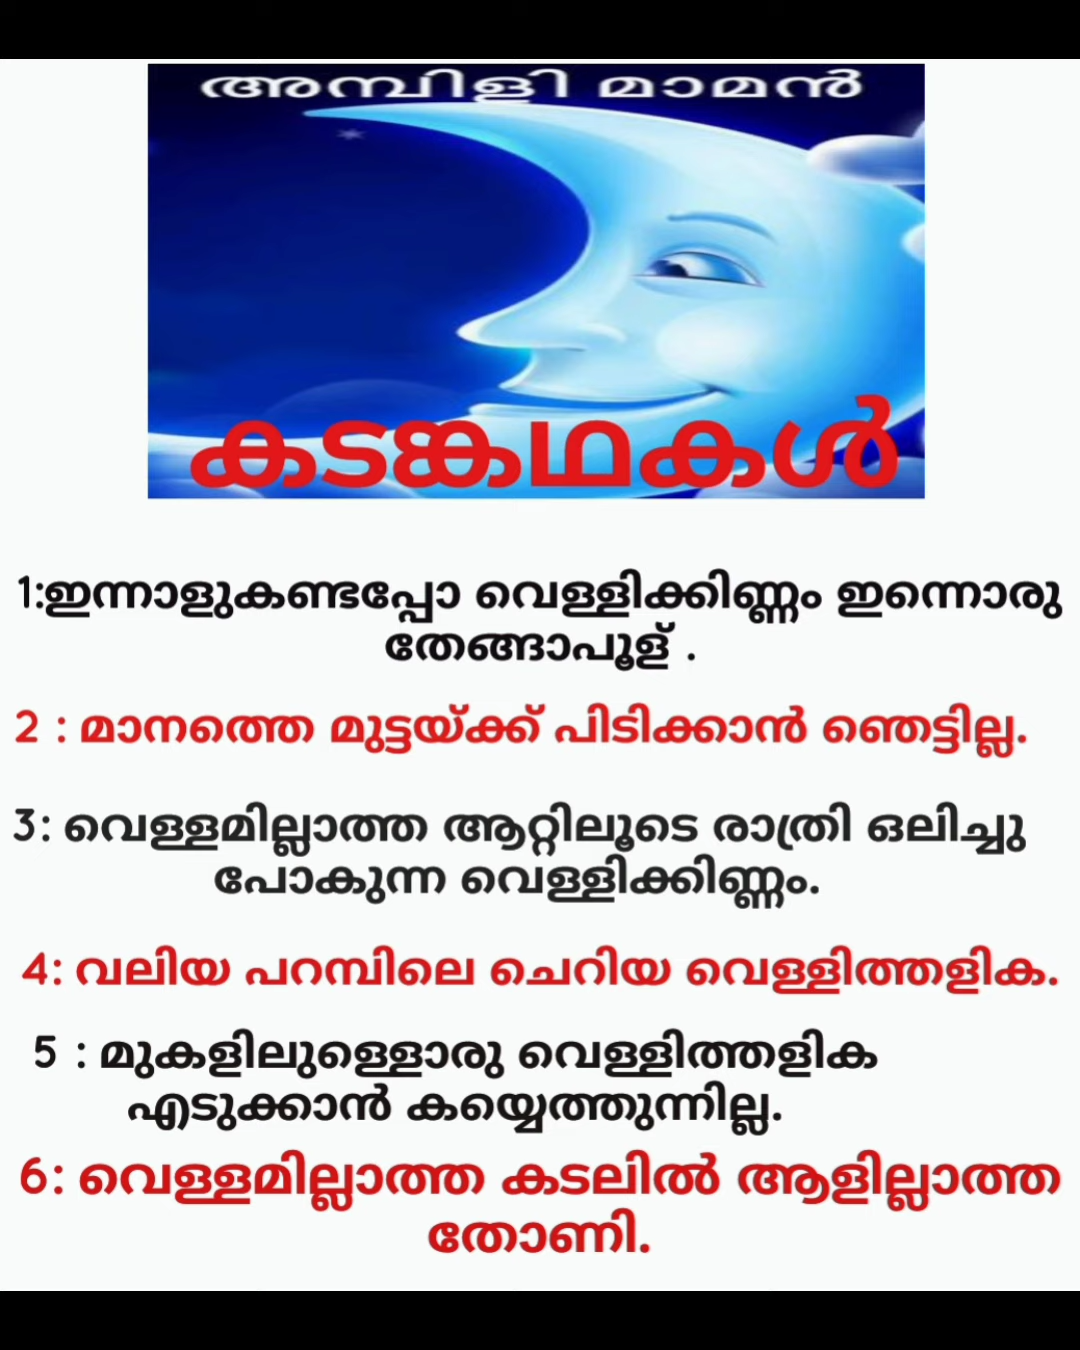 അമ്പിളി മാമൻ
കടങ്കഥകൾ
1:ഇന്നാളുകണ്ടപ്പോ വെള്ളിക്കിണ്ണം ഇന്നൊരു
തേങ്ങാപൂള് .
2 : മാനത്തെ മുട്ടയ്ക്ക് പിടിക്കാൻ ഞെട്ടില്ല.
3: വെള്ളമില്ലാത്ത ആറ്റിലൂടെ രാത്രി ഒലിച്ചു
പോകുന്ന വെള്ളിക്കിണ്ണം.
4: വലിയ പറമ്പിലെ ചെറിയ വെള്ളിത്തളിക.
5 : മുകളിലുള്ളൊരു വെള്ളിത്തളിക
എടുക്കാൻ കയ്യെത്തുന്നില്ല.
6: വെള്ളമില്ലാത്ത കടലിൽ ആളില്ലാത്ത
തോണി.